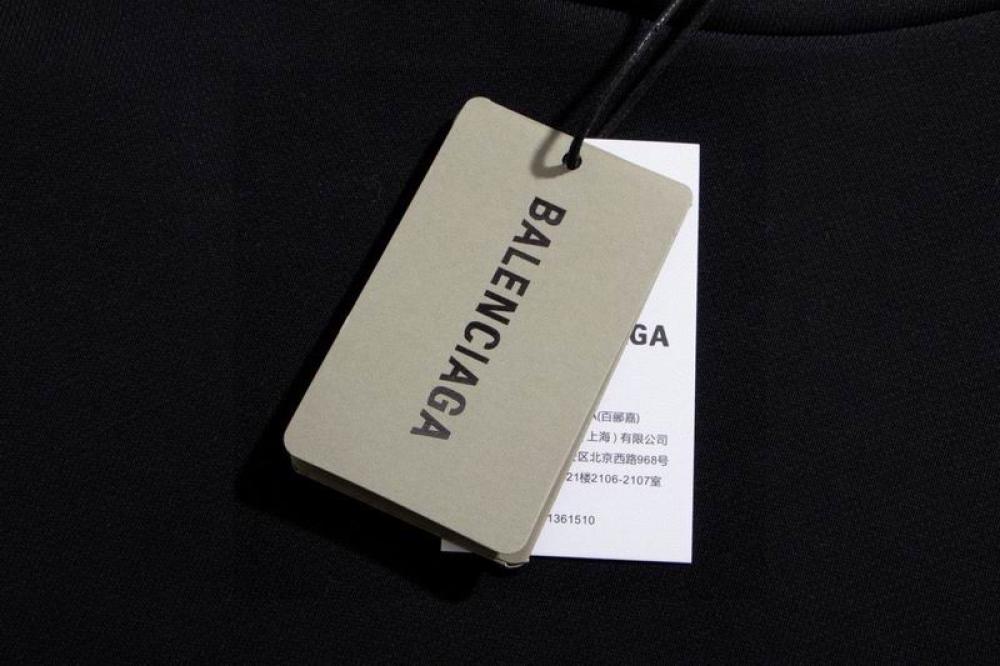 BALENCIAGA
GA
A(百郦嘉)
上海)有限公司
区北京西路968号
21楼2106-2107室
1361510